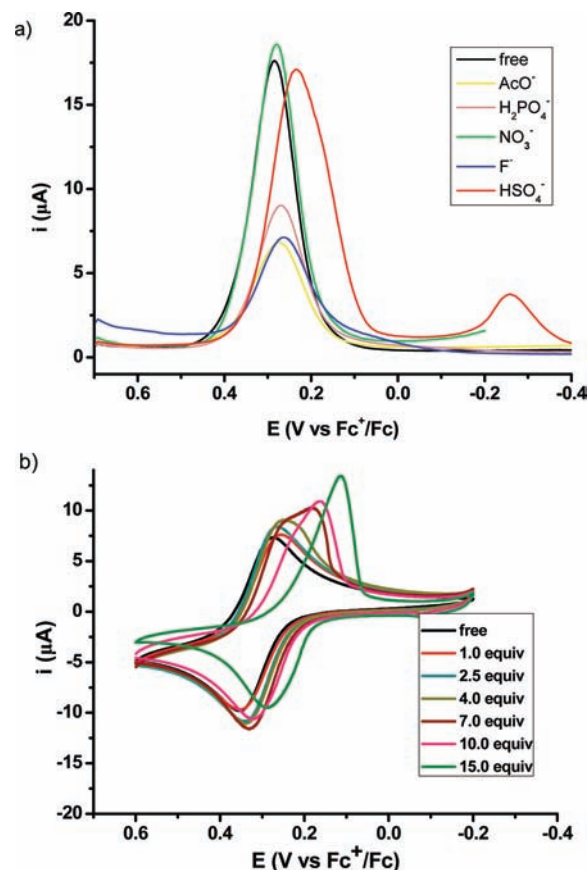 a)
i (μA)
20
15
10
5
0
free
AcO⁻
H₂PO₄⁻
NO₃⁻
F⁻
HSO₄⁻
0.6 0.4 0.2 0.0 -0.2 -0.4
E (V vs Fc⁺/Fc)
b)
i (μA)
15
10
5
0
-5
-10
-15
-20
free
1.0 equiv
2.5 equiv
4.0 equiv
7.0 equiv
10.0 equiv
15.0 equiv
0.6 0.4 0.2 0.0 -0.2 -0.4
E (V vs Fc⁺/Fc)